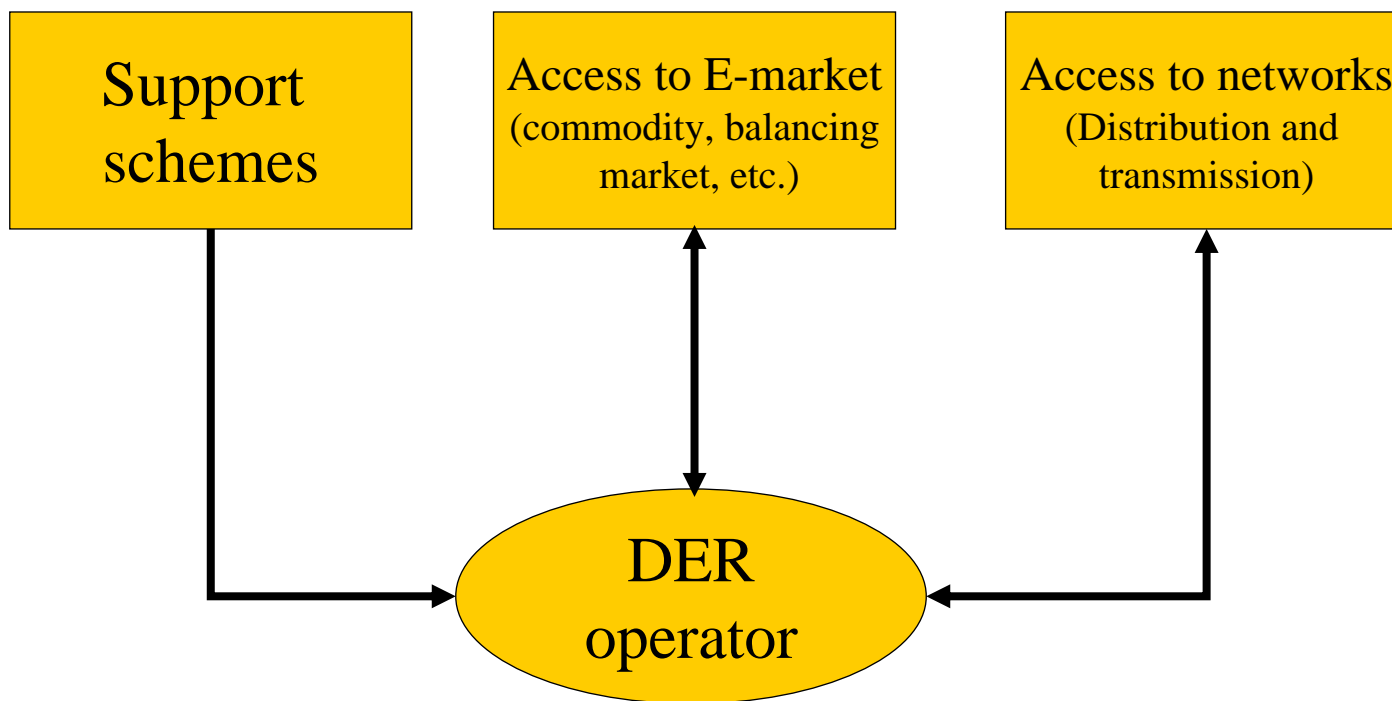 Support
schemes
Access to E-market
(commodity, balancing
market, etc.)
Access to networks
(Distribution and
transmission)
DER
operator